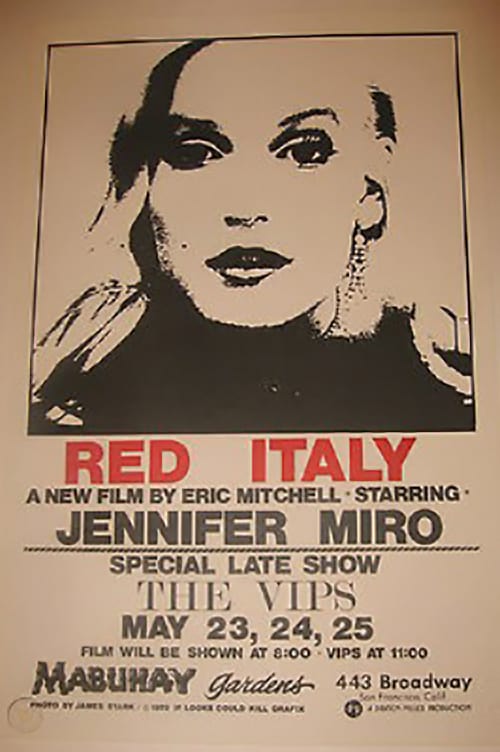 RED ITALY
A NEW FILM BY ERIC MITCHELL · STARRING ·
JENNIFER MIRO
SPECIAL LATE SHOW
THE VIPS
MAY 23, 24, 25
FILM WILL BE SHOWN AT 8:00 · VIPS AT 11:00
MABUHAY gardens 443 Broadway
San Francisco, Calif
PHOTO BY JAMES STARK / © 1979 IF LOOKS COULD KILL GRAFIX A PRODUCTION